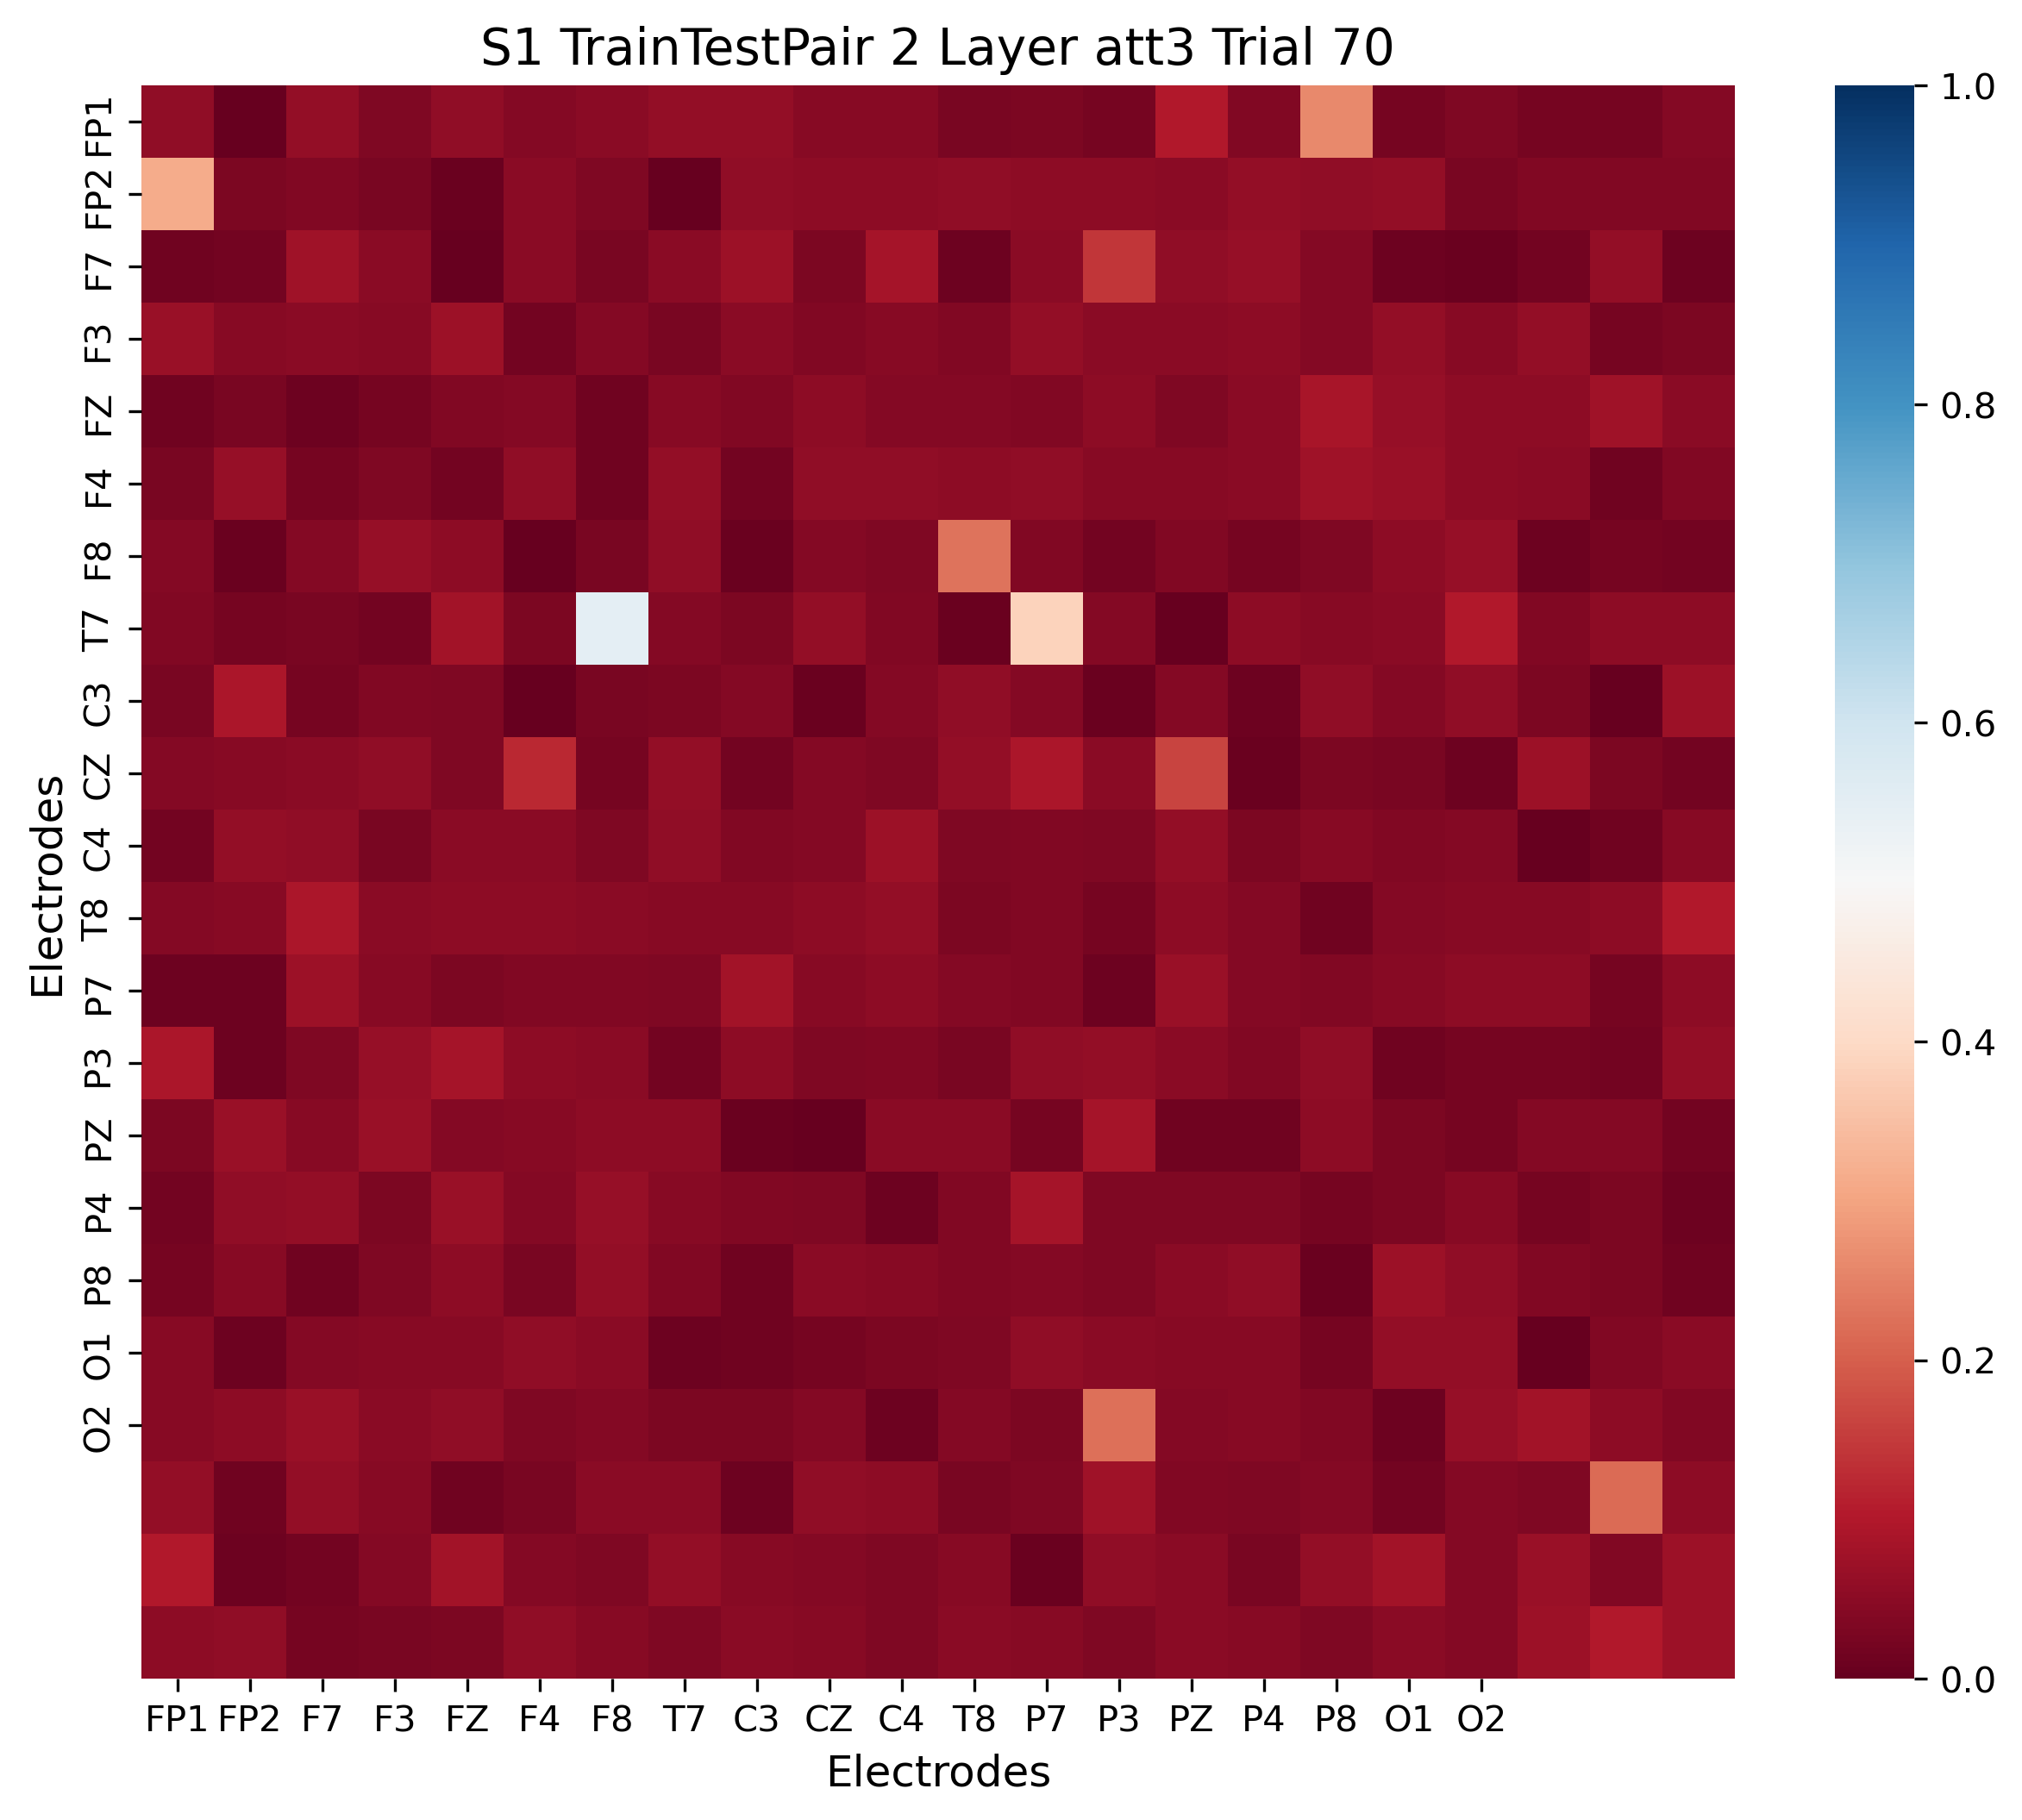 S1 TrainTestPair 2 Layer att3 Trial 70
Electrodes
FP1
FP2
F7
F3
FZ
F4
F8
T7
C3
CZ
C4
T8
P7
P3
PZ
P4
P8
O1
O2
FP1 FP2 F7 F3 FZ F4 F8 T7 C3 CZ C4 T8 P7 P3 PZ P4 P8 O1 O2
Electrodes
1.0
0.8
0.6
0.4
0.2
0.0